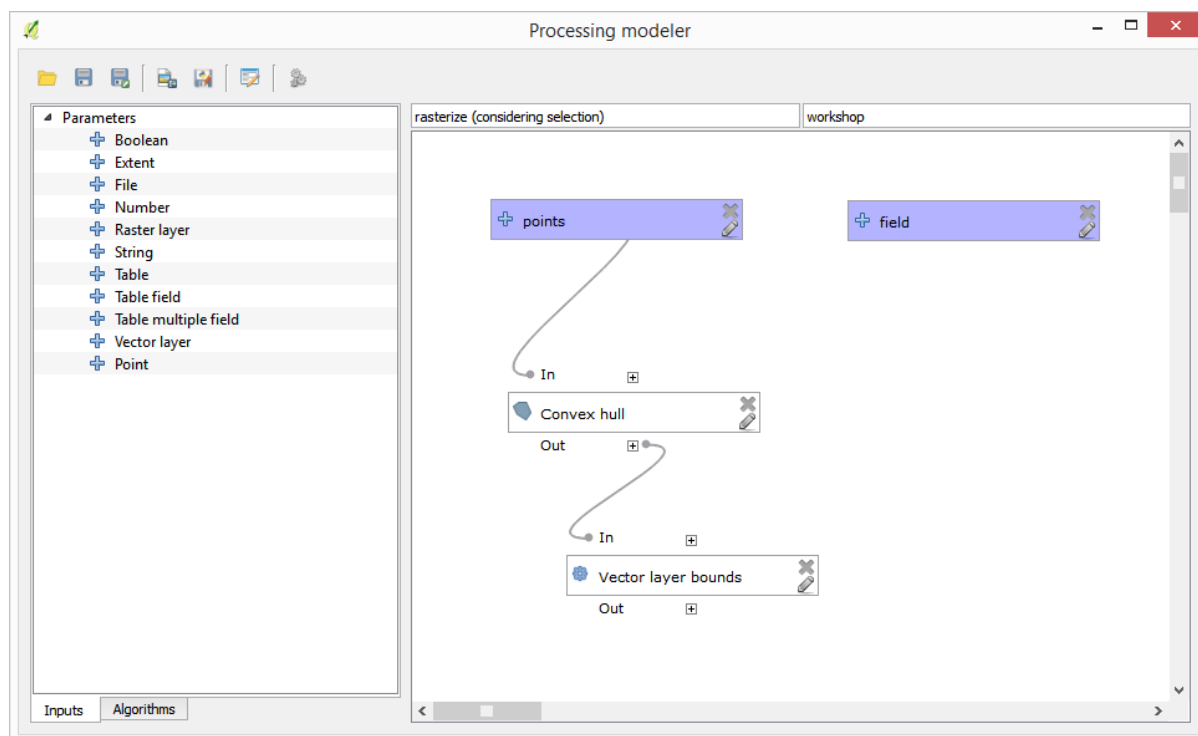 Processing modeler
Parameters
Boolean
Extent
File
Number
Raster layer
String
Table
Table field
Table multiple field
Vector layer
Point
Inputs
Algorithms
rasterize (considering selection)
workshop
points
field
In
Convex hull
Out
In
Vector layer bounds
Out